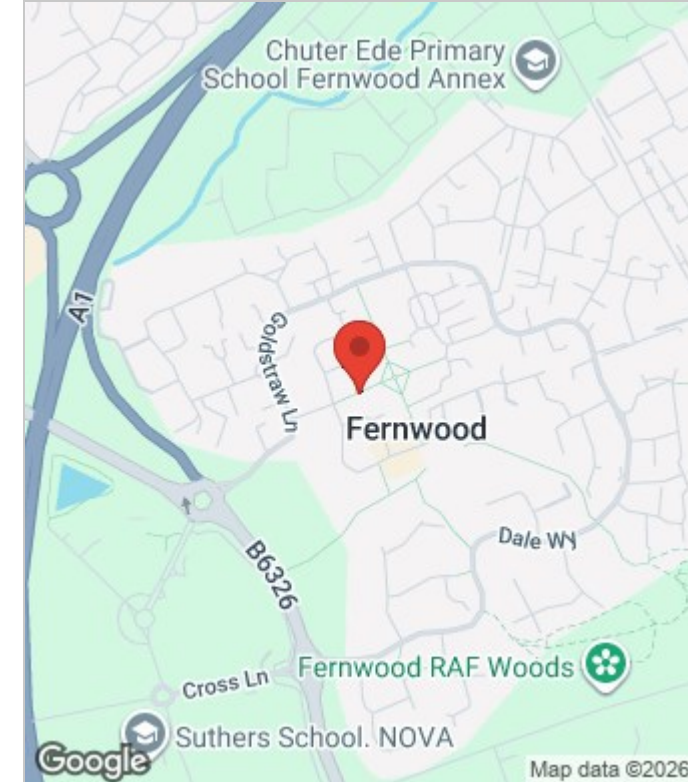 Chuter Ede Primary
School Fernwood Annex
A1
Goldstraw Ln
Fernwood
Dale Wy
B6326
Cross Ln
Fernwood RAF Woods
Suthers School. NOVA
Google
Map data ©2026